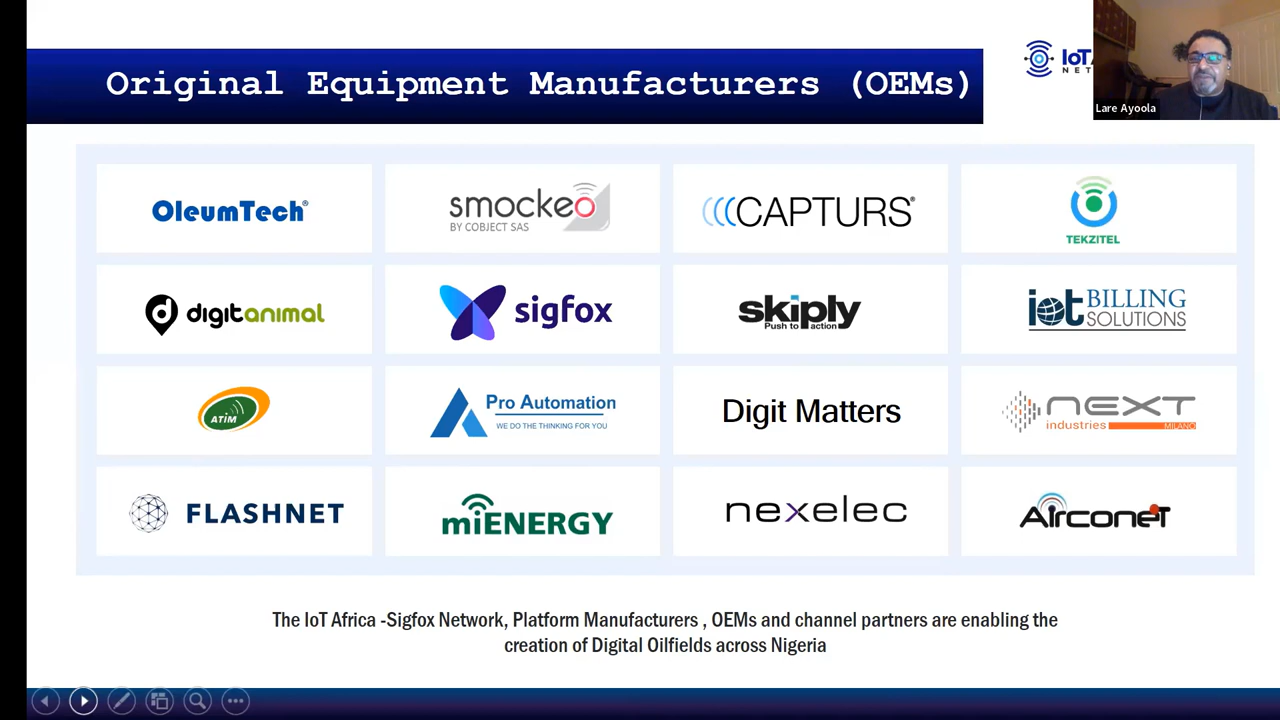 Original Equipment Manufacturers (OEMs)
IoT
NET
Lare Ayoola
OleumTech®
smockeo
BY COBJECT SAS
CAPTURS®
TEKZITEL
digitanimal
sigfox
skiply
Push to action
iot BILLING
SOLUTIONS
ATIM
Pro Automation
WE DO THE THINKING FOR YOU
Digit Matters
NEXT
industries MILANO
FLASHNET
miENERGY
nexelec
AirconeT
The IoT Africa -Sigfox Network, Platform Manufacturers , OEMs and channel partners are enabling the
creation of Digital Oilfields across Nigeria